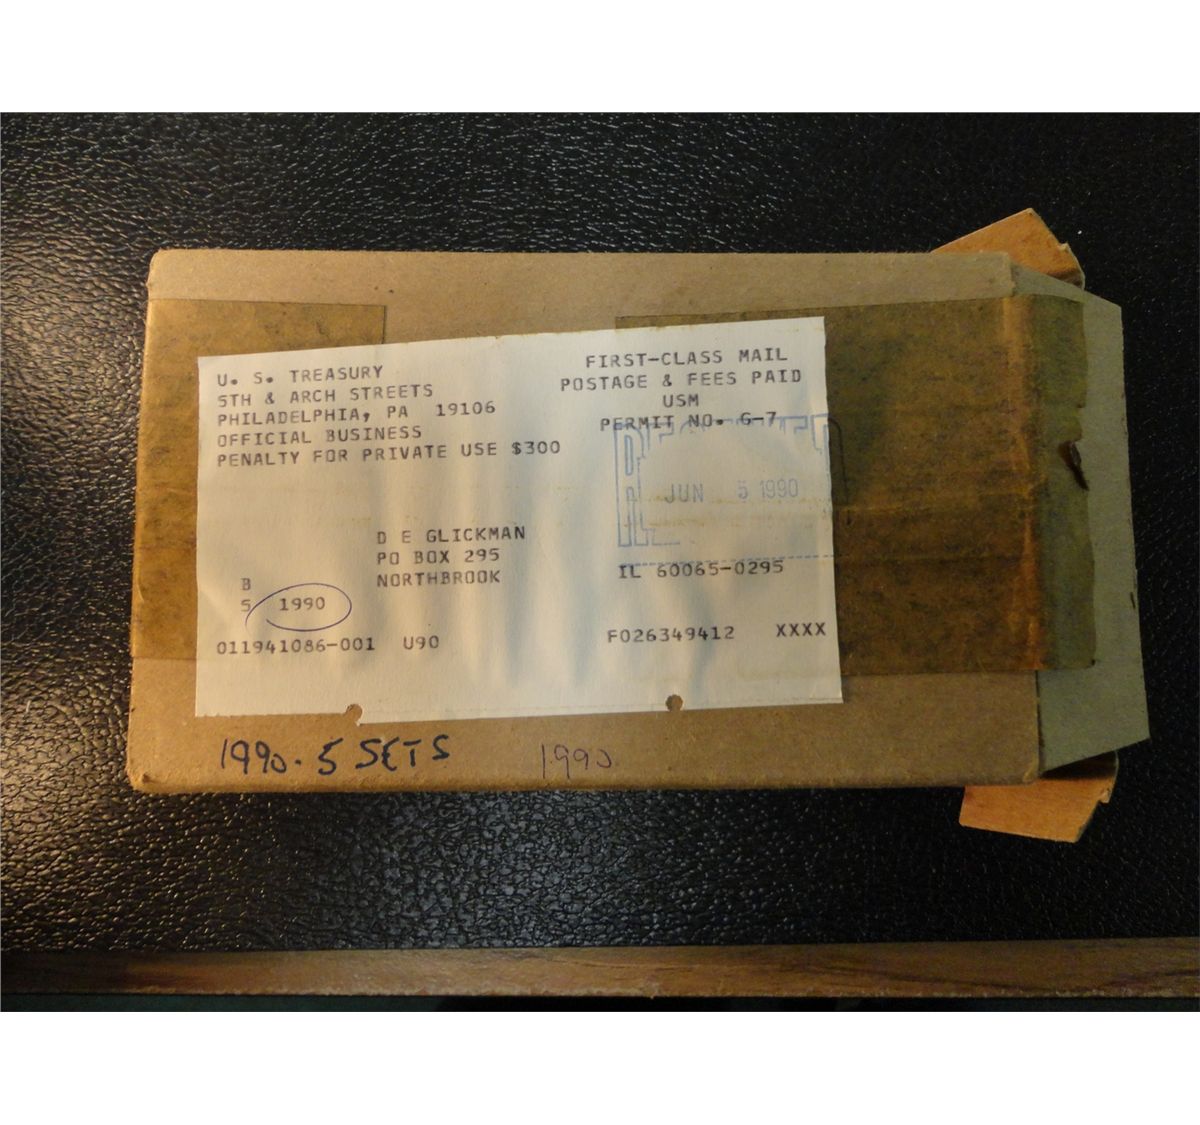 U. S. TREASURY
5TH & ARCH STREETS
PHILADELPHIA, PA 19106
OFFICIAL BUSINESS
PENALTY FOR PRIVATE USE $300
FIRST-CLASS MAIL
POSTAGE & FEES PAID
USM
PERMIT NO. G-7
JUN 5 1990
D E GLICKMAN
PO BOX 295
NORTHBROOK IL 60065-0295
B
5 1990
011941086-001 U90 F026349412 XXXX
1990. 5 SETS 1990